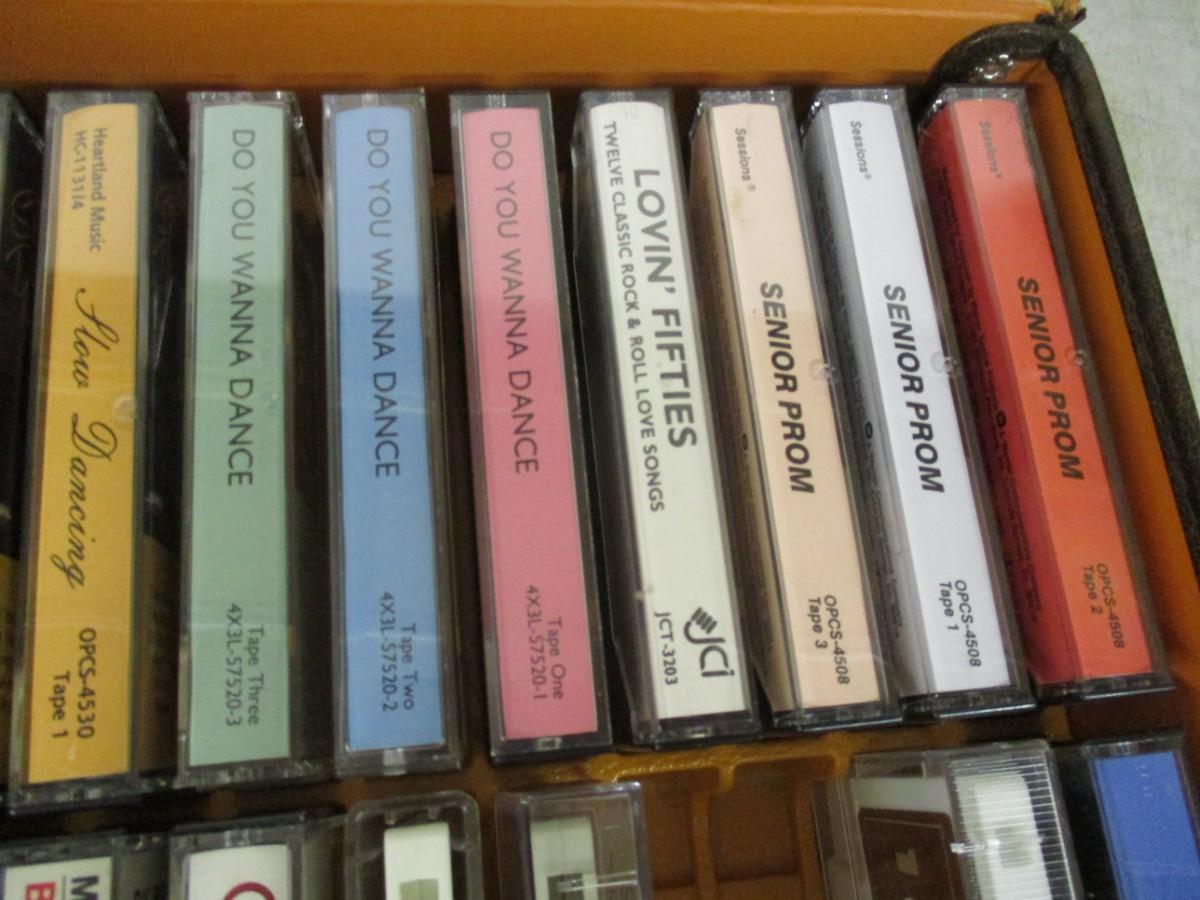 Heartland Music
HC-1131/4
Slow Dancing
OPCS-4530
Tape 1
DO YOU WANNA DANCE
Tape Three
4X3L-57520-3
DO YOU WANNA DANCE
Tape Two
4X3L-57520-2
DO YOU WANNA DANCE
Tape One
4X3L-57520-1
LOVIN' FIFTIES
TWELVE CLASSIC ROCK & ROLL LOVE SONGS
JCi
JCT-3203
Sessions®
SENIOR PROM
OPCS-4508
Tape 3
Sessions®
SENIOR PROM
OPCS-4508
Tape 1
Sessions®
SENIOR PROM
OPCS-4508
Tape 2